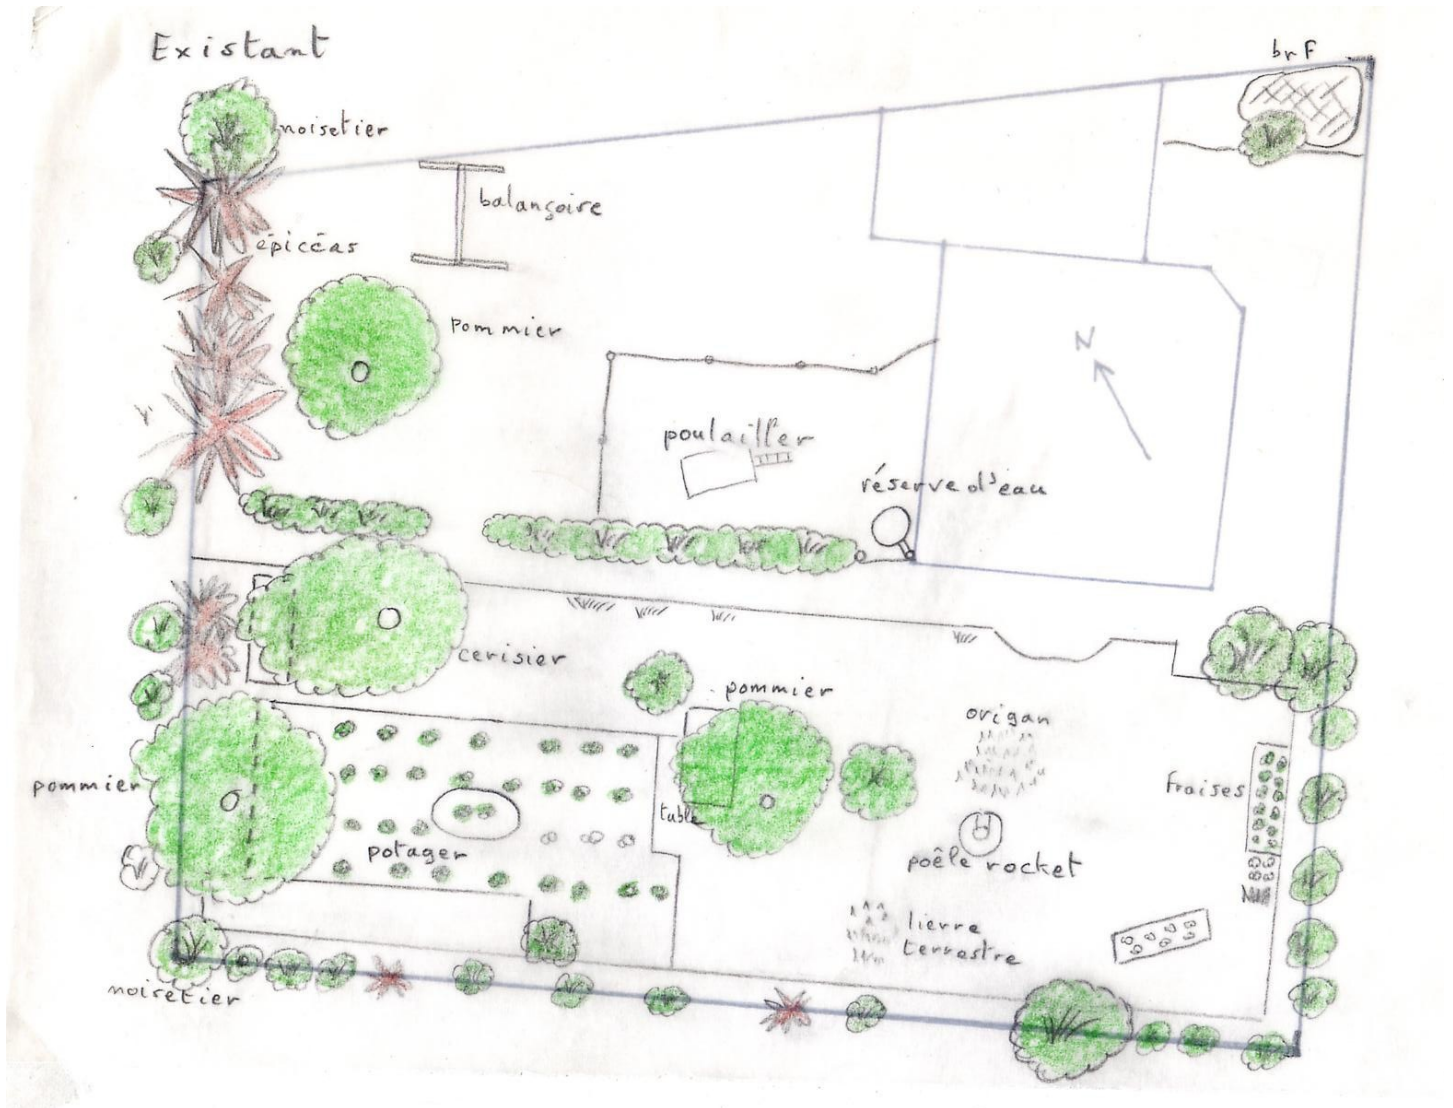 Existant
brF
noisetier
balançoire
épicéas
pommier
N
poulailler
réserve d'eau
cerisier
pommier
origan
pommier
fraises
table
potager
poêle rocket
lierre
terrestre
noisetier